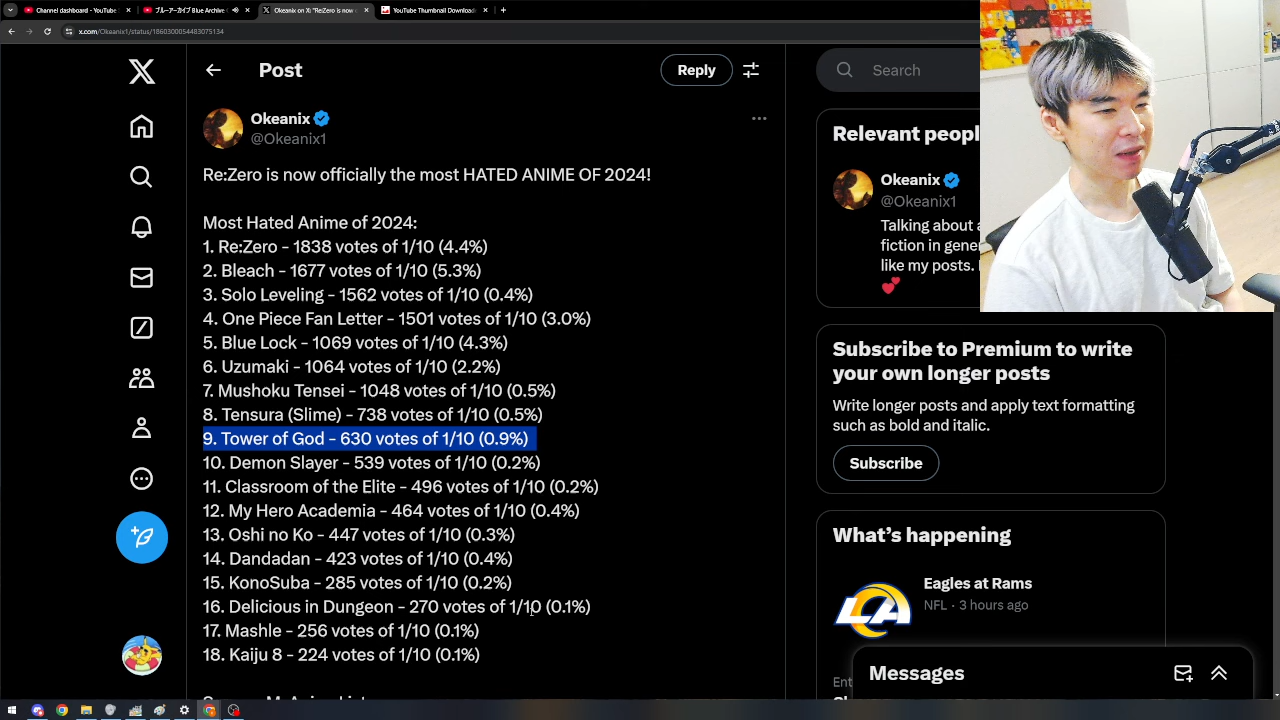 Channel dashboard - YouTube
ブルーアーカイブ Blue Archive
Okeanix on X: "Re:Zero is now
YouTube Thumbnail Download
x.com/Okeanix1/status/1860300054483075134
Post
Reply
Search
Okeanix
@Okeanix1
Re:Zero is now officially the most HATED ANIME OF 2024!
Most Hated Anime of 2024:
1. Re:Zero - 1838 votes of 1/10 (4.4%)
2. Bleach - 1677 votes of 1/10 (5.3%)
3. Solo Leveling - 1562 votes of 1/10 (0.4%)
4. One Piece Fan Letter - 1501 votes of 1/10 (3.0%)
5. Blue Lock - 1069 votes of 1/10 (4.3%)
6. Uzumaki - 1064 votes of 1/10 (2.2%)
7. Mushoku Tensei - 1048 votes of 1/10 (0.5%)
8. Tensura (Slime) - 738 votes of 1/10 (0.5%)
9. Tower of God - 630 votes of 1/10 (0.9%)
10. Demon Slayer - 539 votes of 1/10 (0.2%)
11. Classroom of the Elite - 496 votes of 1/10 (0.2%)
12. My Hero Academia - 464 votes of 1/10 (0.4%)
13. Oshi no Ko - 447 votes of 1/10 (0.3%)
14. Dandadan - 423 votes of 1/10 (0.4%)
15. KonoSuba - 285 votes of 1/10 (0.2%)
16. Delicious in Dungeon - 270 votes of 1/10 (0.1%)
17. Mashle - 256 votes of 1/10 (0.1%)
18. Kaiju 8 - 224 votes of 1/10 (0.1%)
Relevant peopl
Okeanix
@Okeanix1
Talking about a
fiction in gener
like my posts.
Subscribe to Premium to write
your own longer posts
Write longer posts and apply text formatting
such as bold and italic.
Subscribe
What's happening
Eagles at Rams
NFL · 3 hours ago
LA
Ent
Messages